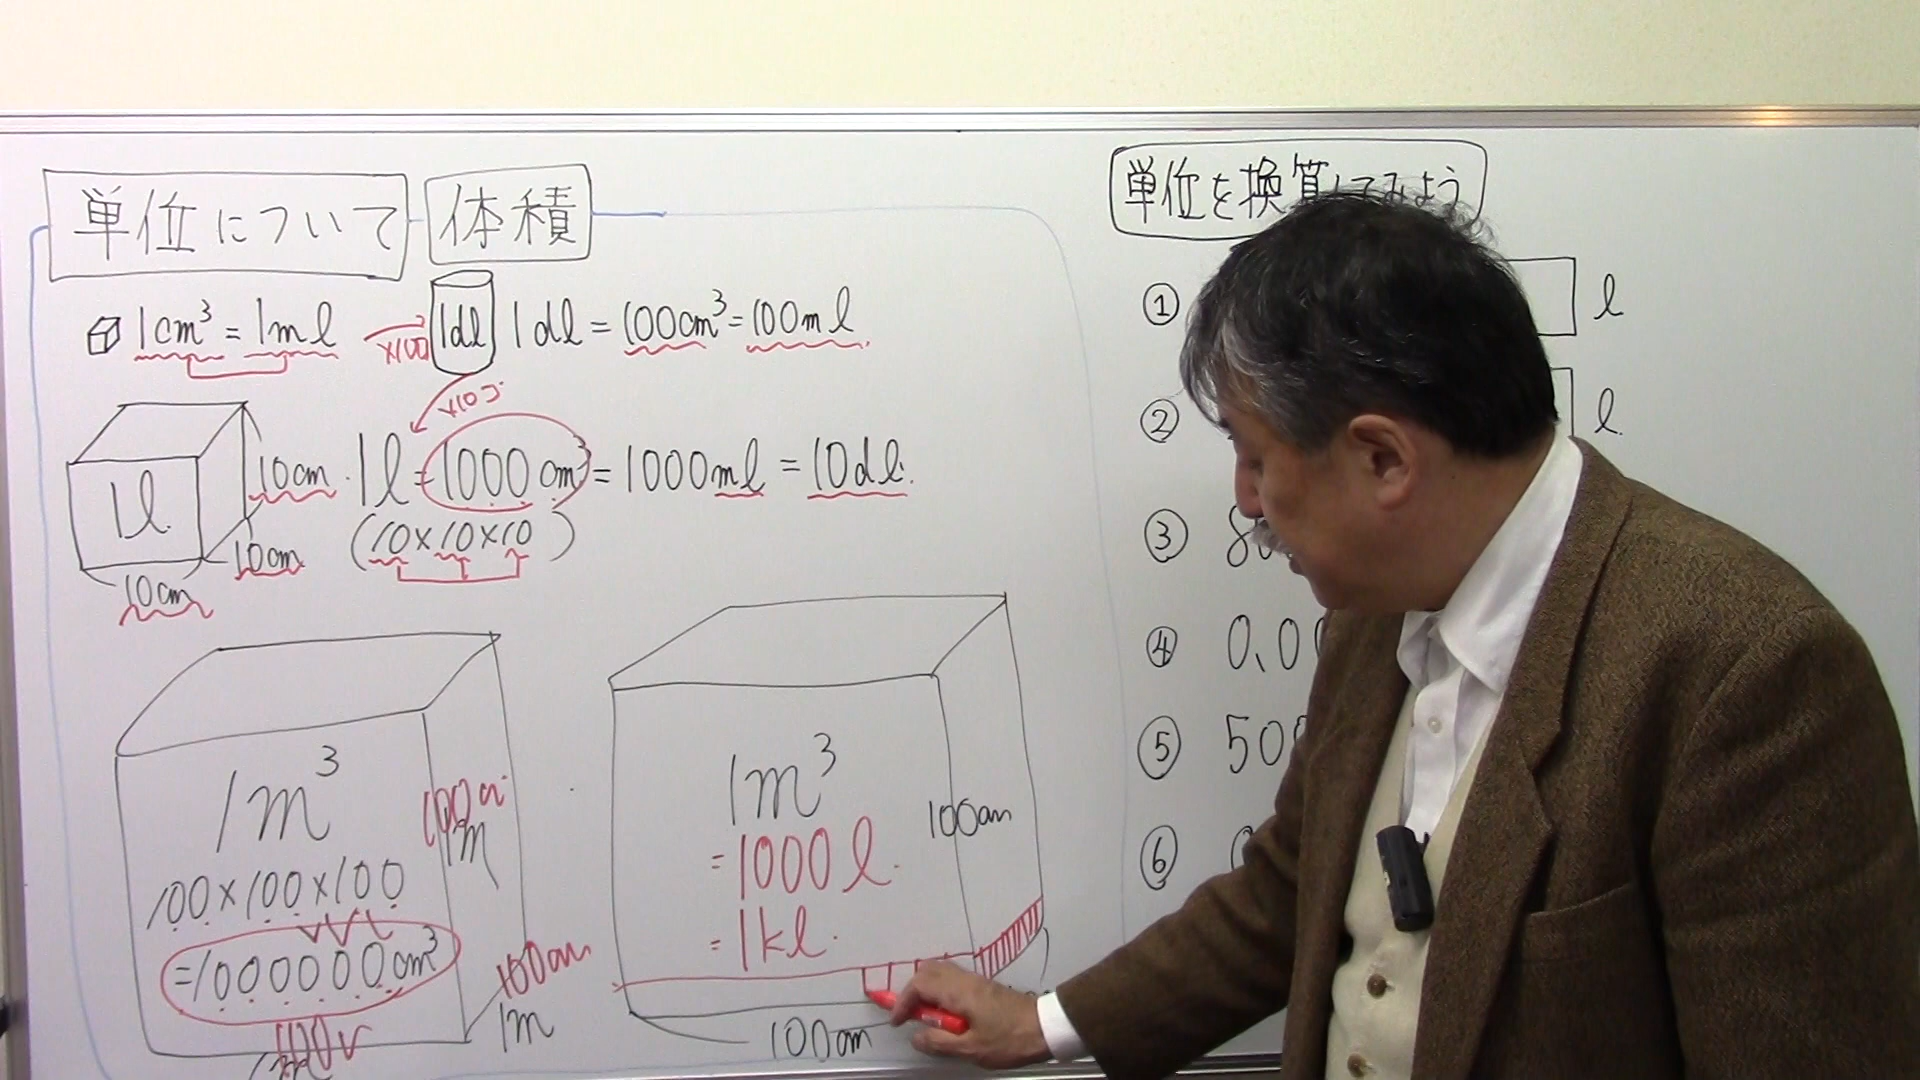 単位について 体積
1cm³ = 1ml ×100 1dl 1dl = 100cm³ = 100ml
×10
1l 10cm 10cm 10cm 1l = 1000cm³ = 1000ml = 10dl
(10×10×10)
1m³
100×100×100
=1000000cm³
1m
100cm
1m
1m³
= 1000l
= 1kl
100cm
100cm
単位を換算してみよう
① l
② l
③
④
⑤
⑥